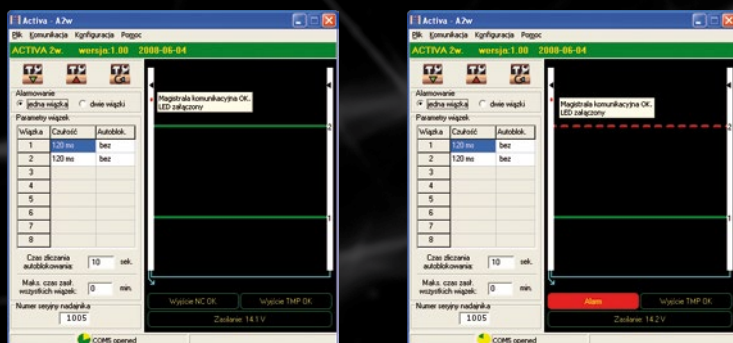 Activa - A2w
Plik Komunikacja Konfiguracja Pomoc
ACTIVA 2w. wersja:1.00 2008-06-04
Alarmowanie
jedna wiązka dwie wiązki
Parametry wiązek
Wiązka Czułość Autoblok.
1 120 ms bez
2 120 ms bez
3
4
5
6
7
8
Czas zliczania
autoblokowania: 10 sek.
Maks. czas zasł.
wszystkich wiązek: 0 min.
Numer seryjny nadajnika
1005
Magistrala komunikacyjna OK.
LED załączony
2
1
Wyjście NC OK. Wyjście TMP OK
Zasilanie: 14.1 V
COM5 opened
Activa - A2w
Plik Komunikacja Konfiguracja Pomoc
ACTIVA 2w. wersja:1.00 2008-06-04
Alarmowanie
jedna wiązka dwie wiązki
Parametry wiązek
Wiązka Czułość Autoblok.
1 120 ms bez
2 120 ms bez
3
4
5
6
7
8
Czas zliczania
autoblokowania: 10 sek.
Maks. czas zasł.
wszystkich wiązek: 0 min.
Numer seryjny nadajnika
1005
Magistrala komunikacyjna OK.
LED załączony
2
1
Alarm Wyjście TMP OK
Zasilanie: 14.2 V
COM5 opened